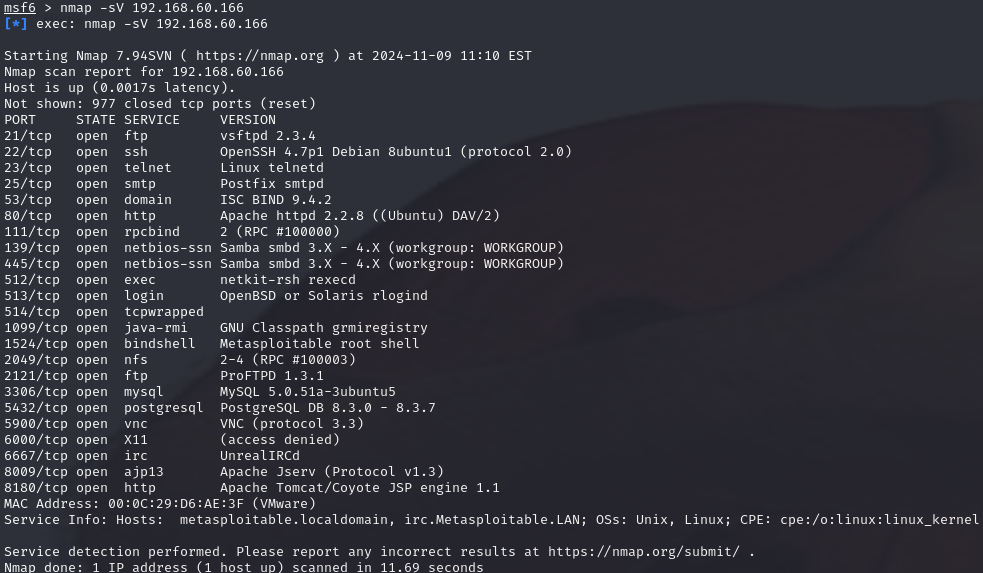 msf6 > nmap -sV 192.168.60.166
[*] exec: nmap -sV 192.168.60.166
Starting Nmap 7.94SVN ( https://nmap.org ) at 2024-11-09 11:10 EST
Nmap scan report for 192.168.60.166
Host is up (0.0017s latency).
Not shown: 977 closed tcp ports (reset)
PORT     STATE SERVICE     VERSION
21/tcp   open  ftp         vsftpd 2.3.4
22/tcp   open  ssh         OpenSSH 4.7p1 Debian 8ubuntu1 (protocol 2.0)
23/tcp   open  telnet      Linux telnetd
25/tcp   open  smtp        Postfix smtpd
53/tcp   open  domain      ISC BIND 9.4.2
80/tcp   open  http        Apache httpd 2.2.8 ((Ubuntu) DAV/2)
111/tcp  open  rpcbind     2 (RPC #100000)
139/tcp  open  netbios-ssn Samba smbd 3.X - 4.X (workgroup: WORKGROUP)
445/tcp  open  netbios-ssn Samba smbd 3.X - 4.X (workgroup: WORKGROUP)
512/tcp  open  exec        netkit-rsh rexecd
513/tcp  open  login       OpenBSD or Solaris rlogind
514/tcp  open  tcpwrapped
1099/tcp open  java-rmi    GNU Classpath grmiregistry
1524/tcp open  bindshell   Metasploitable root shell
2049/tcp open  nfs         2-4 (RPC #100003)
2121/tcp open  ftp         ProFTPD 1.3.1
3306/tcp open  mysql       MySQL 5.0.51a-3ubuntu5
5432/tcp open  postgresql  PostgreSQL DB 8.3.0 - 8.3.7
5900/tcp open  vnc         VNC (protocol 3.3)
6000/tcp open  X11         (access denied)
6667/tcp open  irc         UnrealIRCd
8009/tcp open  ajp13       Apache Jserv (Protocol v1.3)
8180/tcp open  http        Apache Tomcat/Coyote JSP engine 1.1
MAC Address: 00:0C:29:D6:AE:3F (VMware)
Service Info: Hosts:  metasploitable.localdomain, irc.Metasploitable.LAN; OSs: Unix, Linux; CPE: cpe:/o:linux:linux_kernel
Service detection performed. Please report any incorrect results at https://nmap.org/submit/ .
Nmap done: 1 IP address (1 host up) scanned in 11.69 seconds